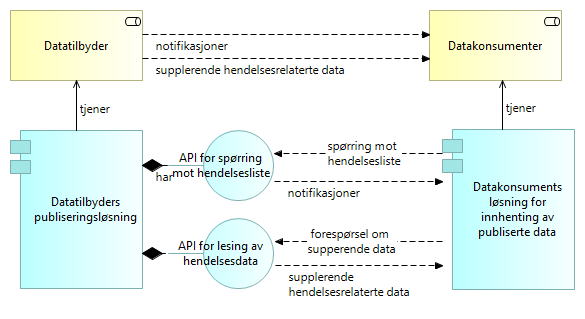 Datatilbyder
notifikasjoner
supplerende hendelsesrelaterte data
Datakonsumenter
tjener
tjener
Datatilbyders
publiseringsløsning
har
API for spørring
mot hendelsesliste
spørring mot
hendelsesliste
notifikasjoner
API for lesing av
hendelsesdata
forespørsel om
supperende data
supplerende
hendelsesrelaterte data
Datakonsuments
løsning for
innhenting av
publiserte data